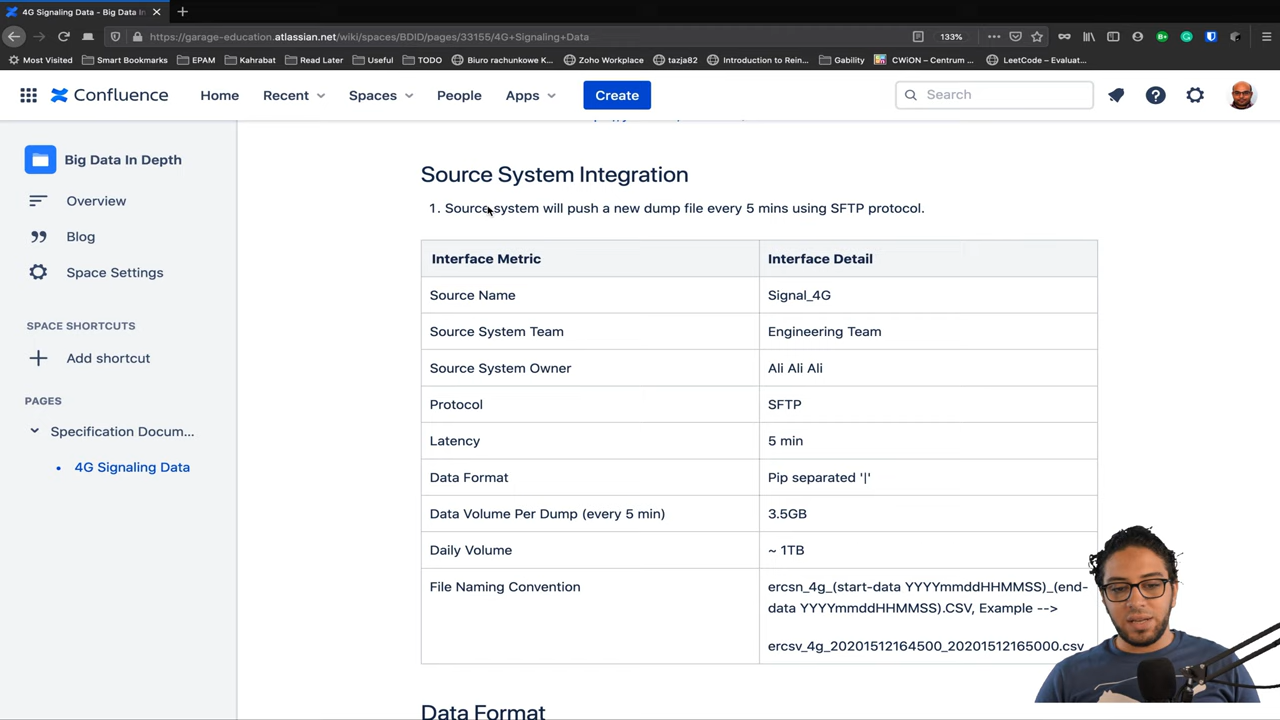 4G Signaling Data - Big Data In
https://garage-education.atlassian.net/wiki/spaces/BDID/pages/33155/4G+Signaling+Data
133%
Most Visited
Smart Bookmarks
EPAM
Kahrabat
Read Later
Useful
TODO
Biuro rachunkowe K...
Zoho Workplace
tazja82
Introduction to Rein...
Gability
CWiON – Centrum ...
LeetCode – Evaluat...
Confluence
Home
Recent
Spaces
People
Apps
Create
Search
Big Data In Depth
Overview
Blog
Space Settings
SPACE SHORTCUTS
Add shortcut
PAGES
Specification Docum...
4G Signaling Data
Source System Integration
1. Source system will push a new dump file every 5 mins using SFTP protocol.
Interface Metric Interface Detail
Source Name Signal_4G
Source System Team Engineering Team
Source System Owner Ali Ali Ali
Protocol SFTP
Latency 5 min
Data Format Pip separated '|'
Data Volume Per Dump (every 5 min) 3.5GB
Daily Volume ~ 1TB
File Naming Convention ercsn_4g_(start-data YYYYmmddHHMMSS)_(end-
data YYYYmmddHHMMSS).CSV, Example -->
ercsv_4g_20201512164500_20201512165000.csv
Data Format